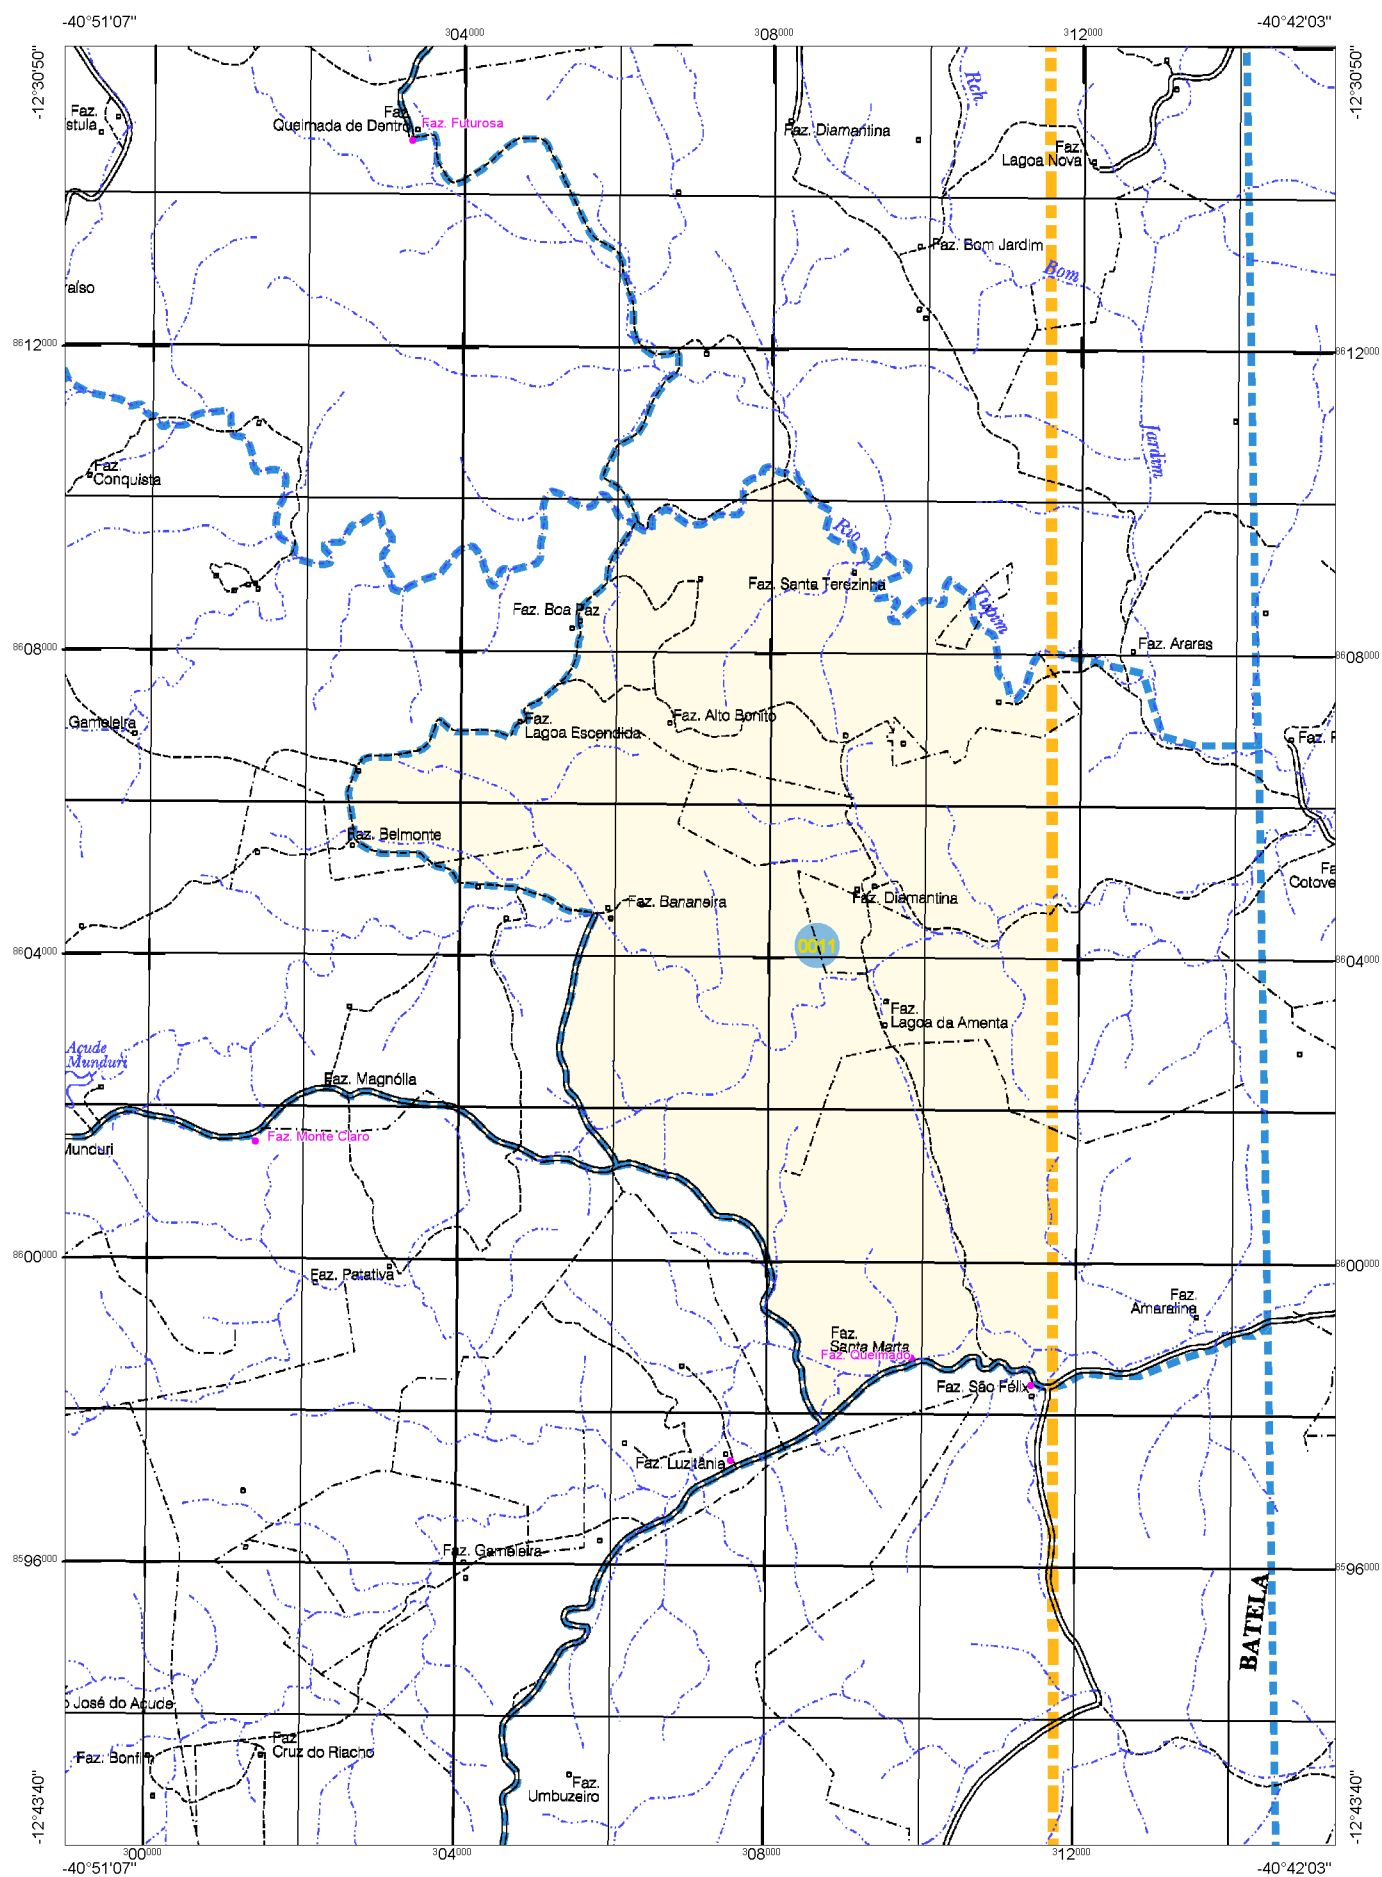 -40°51'07"
-40°42'03"
304000
308000
312000
-12°30'50"
-12°30'50"
Rch.
Faz.
stula
Faz.
Queimada de Dentro
Faz. Futurosa
Faz. Diamantina
Faz.
Lagoa Nova
Faz. Bom Jardim
Bom
raíso
8612000
8612000
Jardim
Faz.
Conquista
Rio
Faz. Santa Terezinha
Tupim
Faz. Boa Paz
8608000
8608000
Faz. Araras
Gameleira
Faz.
Lagoa Escondida
Faz. Alto Bonito
Faz. F
Faz. Belmonte
Fa
Cotove
Faz. Bananeira
Faz. Diamantina
0011
8604000
8604000
Faz.
Lagoa da Amenta
Açude
Munduri
Faz. Magnólia
Faz. Monte Claro
Munduri
8600000
8600000
Faz. Patativa
Faz.
Amaralina
Faz.
Santa Marta
Faz. Queimado
Faz. São Félix
Faz. Luzitânia
Faz. Gameleira
8596000
8596000
BATELA
o José do Açude
Faz. Bonfim
Faz.
Cruz do Riacho
Faz.
Umbuzeiro
-12°43'40"
-12°43'40"
300000
304000
308000
312000
-40°51'07"
-40°42'03"